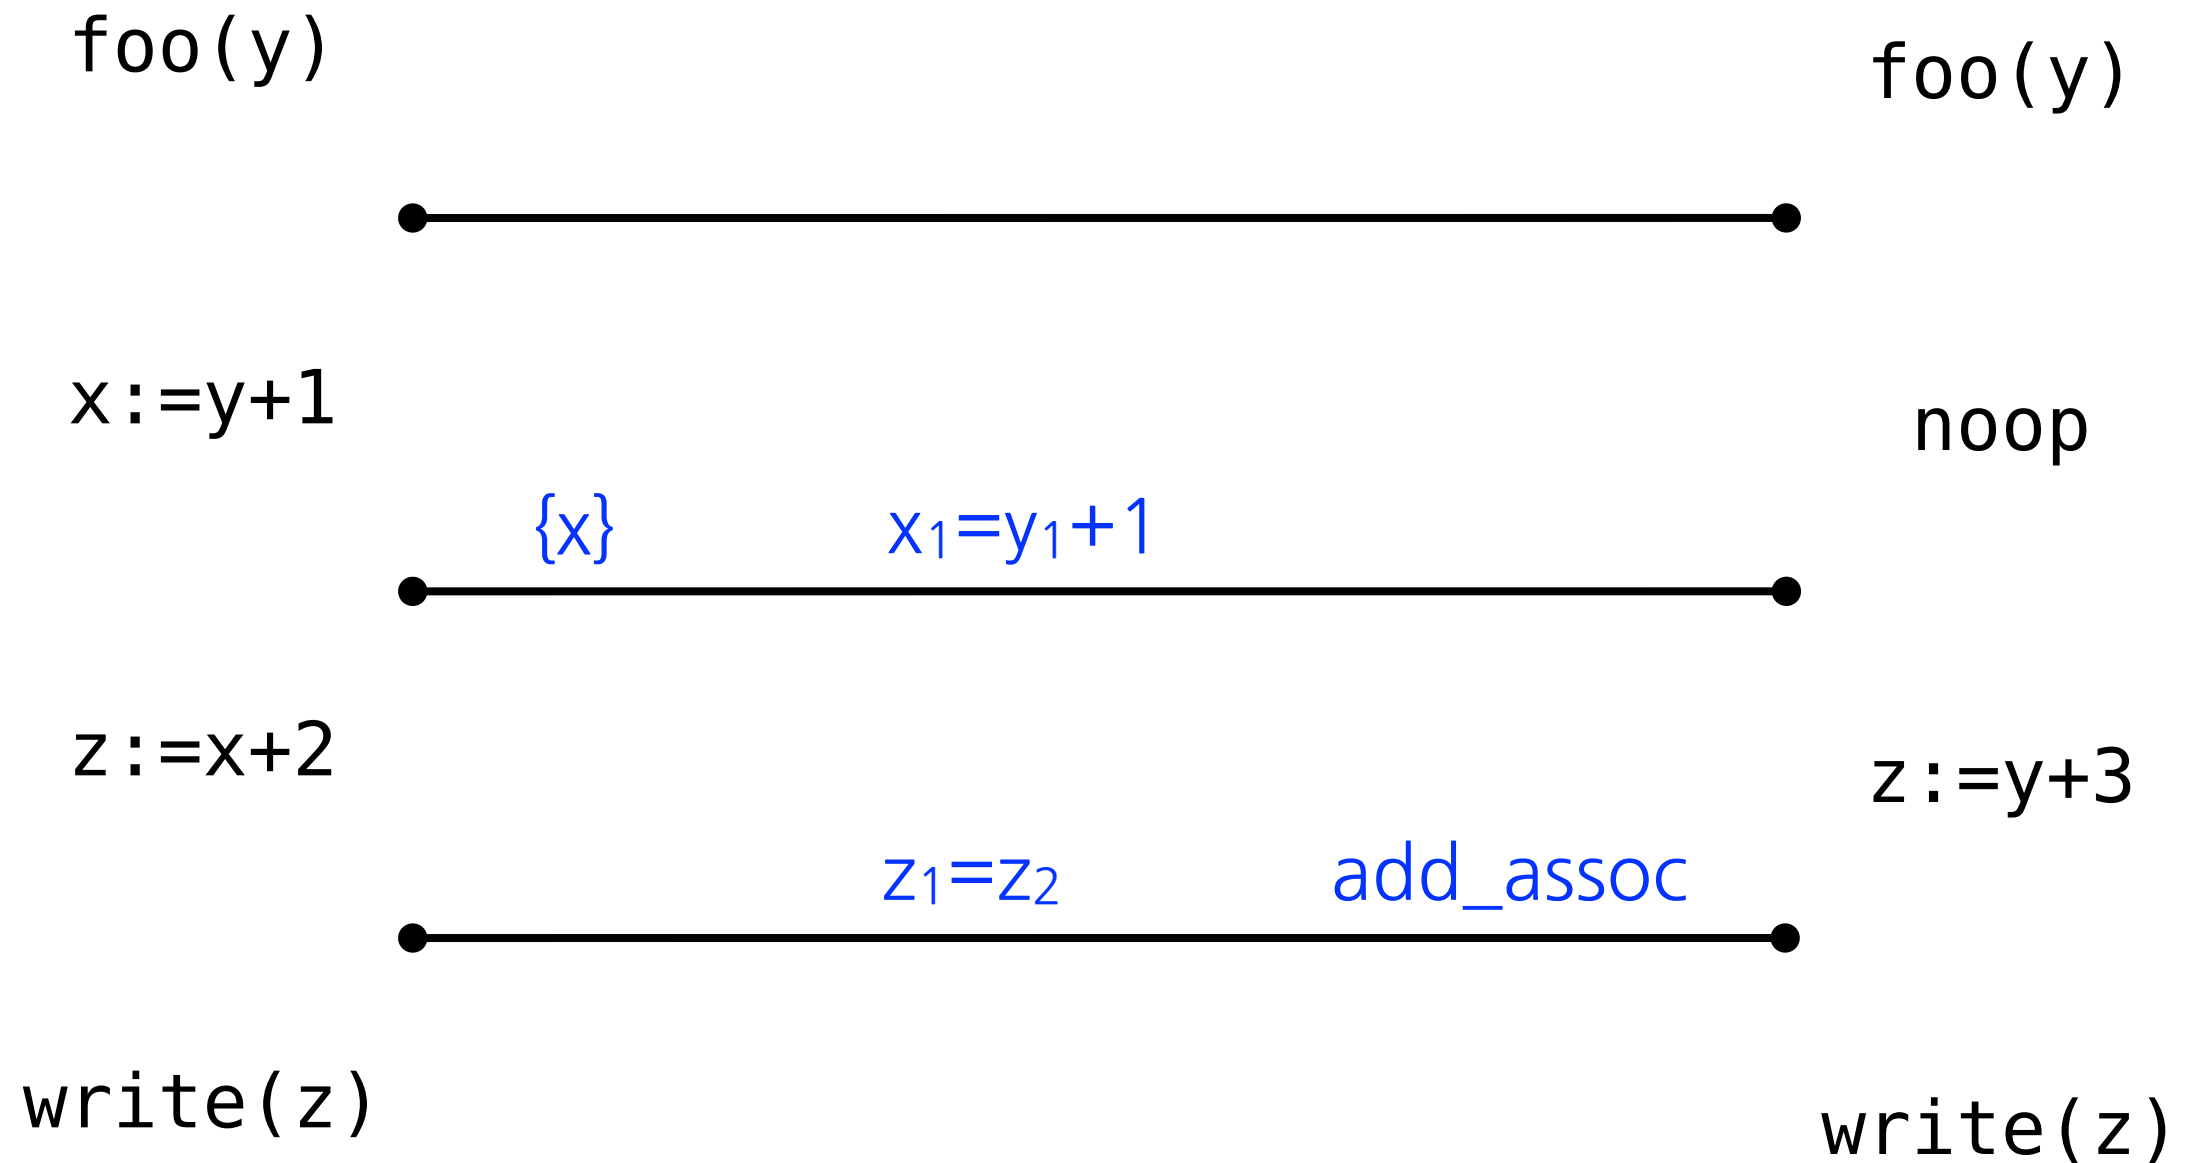 foo(y)
foo(y)
x:=y+1
noop
{x} x₁=y₁+1
z:=x+2
z:=y+3
z₁=z₂ add_assoc
write(z)
write(z)